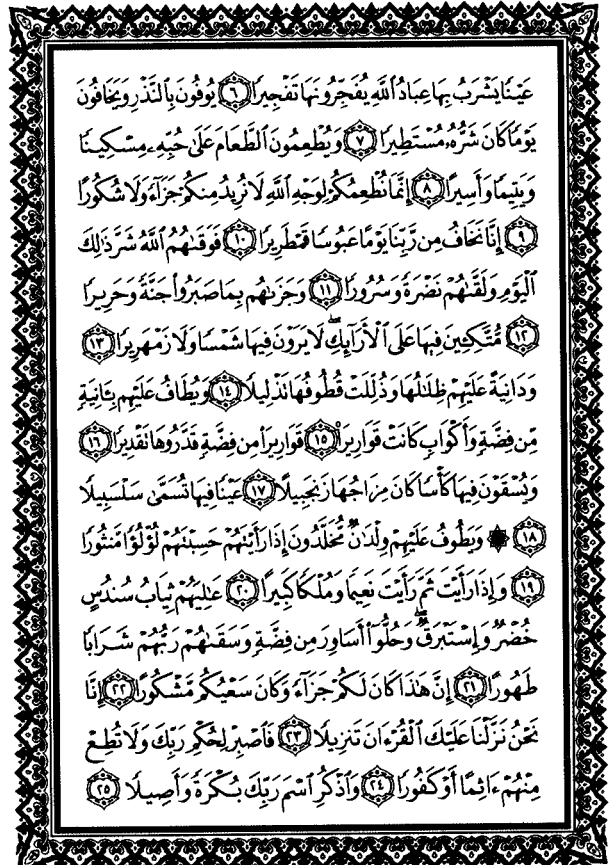 عَيْنًا يَشْرَبُ بِهَا عِبَادُ ٱللَّهِ يُفَجِّرُونَهَا تَفْجِيرًا ٦ يُوفُونَ بِٱلنَّذْرِ وَيَخَافُونَ
يَوْمًا كَانَ شَرُّهُۥ مُسْتَطِيرًا ٧ وَيُطْعِمُونَ ٱلطَّعَامَ عَلَىٰ حُبِّهِۦ مِسْكِينًا
وَيَتِيمًا وَأَسِيرًا ٨ إِنَّمَا نُطْعِمُكُمْ لِوَجْهِ ٱللَّهِ لَا نُرِيدُ مِنكُمْ جَزَآءً وَلَا شُكُورًا
٩ إِنَّا نَخَافُ مِن رَّبِّنَا يَوْمًا عَبُوسًا قَمْطَرِيرًا ١٠ فَوَقَىٰهُمُ ٱللَّهُ شَرَّ ذَٰلِكَ
ٱلْيَوْمِ وَلَقَّىٰهُمْ نَضْرَةً وَسُرُورًا ١١ وَجَزَىٰهُم بِمَا صَبَرُوا۟ جَنَّةً وَحَرِيرًا
١٢ مُّتَّكِـِٔينَ فِيهَا عَلَى ٱلْأَرَآئِكِ ۖ لَا يَرَوْنَ فِيهَا شَمْسًا وَلَا زَمْهَرِيرًا ١٣
وَدَانِيَةً عَلَيْهِمْ ظِلَٰلُهَا وَذُلِّلَتْ قُطُوفُهَا تَذْلِيلًا ١٤ وَيُطَافُ عَلَيْهِم بِـَٔانِيَةٍ
مِّن فِضَّةٍ وَأَكْوَابٍ كَانَتْ قَوَارِيرَا۠ ١٥ قَوَارِيرَا۟ مِن فِضَّةٍ قَدَّرُوهَا تَقْدِيرًا ١٦
وَيُسْقَوْنَ فِيهَا كَأْسًا كَانَ مِزَاجُهَا زَنجَبِيلًا ١٧ عَيْنًا فِيهَا تُسَمَّىٰ سَلْسَبِيلًا
١٨ ۞ وَيَطُوفُ عَلَيْهِمْ وِلْدَٰنٌ مُّخَلَّدُونَ إِذَا رَأَيْتَهُمْ حَسِبْتَهُمْ لُؤْلُؤًا مَّنثُورًا
١٩ وَإِذَا رَأَيْتَ ثَمَّ رَأَيْتَ نَعِيمًا وَمُلْكًا كَبِيرًا ٢٠ عَٰلِيَهُمْ ثِيَابُ سُندُسٍ
خُضْرٌ وَإِسْتَبْرَقٌ ۖ وَحُلُّوٓا۟ أَسَاوِرَ مِن فِضَّةٍ وَسَقَىٰهُمْ رَبُّهُمْ شَرَابًا
طَهُورًا ٢١ إِنَّ هَٰذَا كَانَ لَكُمْ جَزَآءً وَكَانَ سَعْيُكُم مَّشْكُورًا ٢٢ إِنَّا
نَحْنُ نَزَّلْنَا عَلَيْكَ ٱلْقُرْءَانَ تَنزِيلًا ٢٣ فَٱصْبِرْ لِحُكْمِ رَبِّكَ وَلَا تُطِعْ
مِنْهُمْ ءَاثِمًا أَوْ كَفُورًا ٢٤ وَٱذْكُرِ ٱسْمَ رَبِّكَ بُكْرَةً وَأَصِيلًا ٢٥